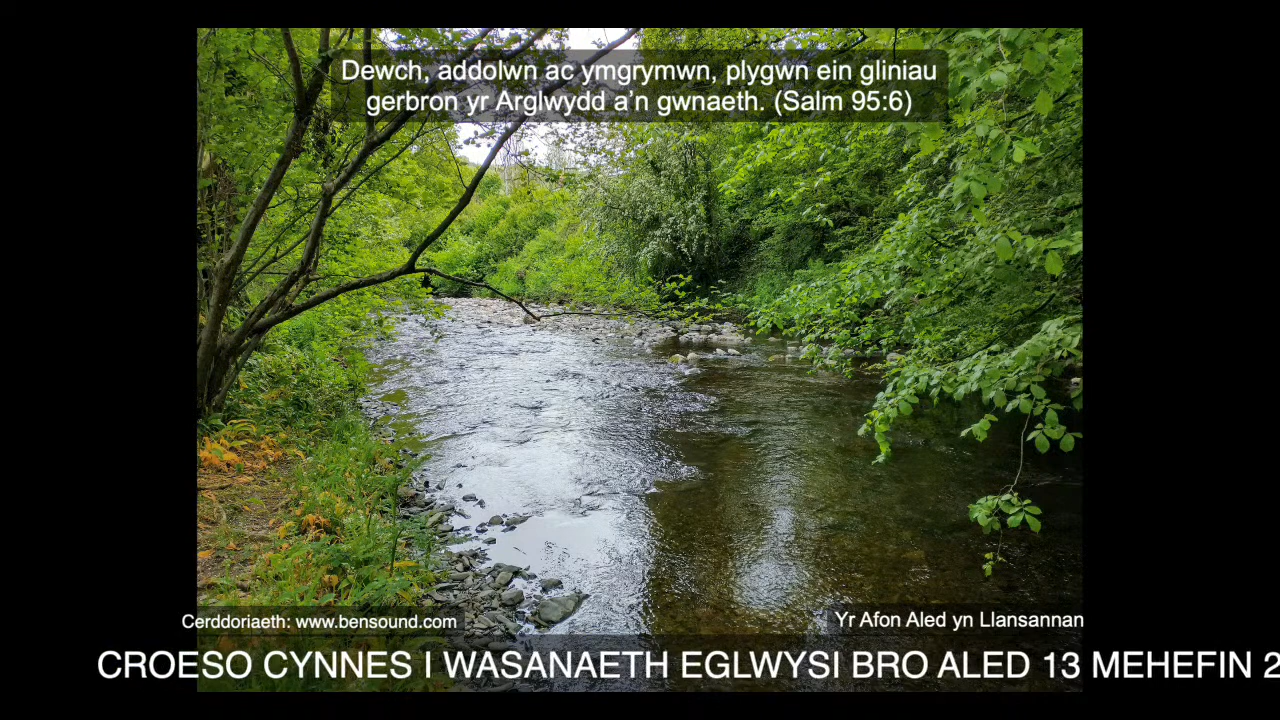 Dewch, addolwn ac ymgrymwn, plygwn ein gliniau
gerbron yr Arglwydd a’n gwnaeth. (Salm 95:6)
Cerddoriaeth: www.bensound.com
Yr Afon Aled yn Llansannan
CROESO CYNNES I WASANAETH EGLWYSI BRO ALED 13 MEHEFIN 2